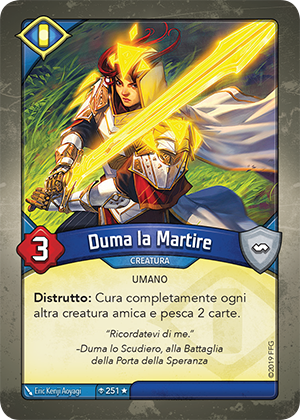 Duma la Martire
CREATURA
3
UMANO
Distrutto: Cura completamente ogni
altra creatura amica e pesca 2 carte.
“Ricordatevi di me.”
-Duma lo Scudiero, alla Battaglia
della Porta della Speranza
Eric Kenji Aoyagi
251 ★
©2019 FFG